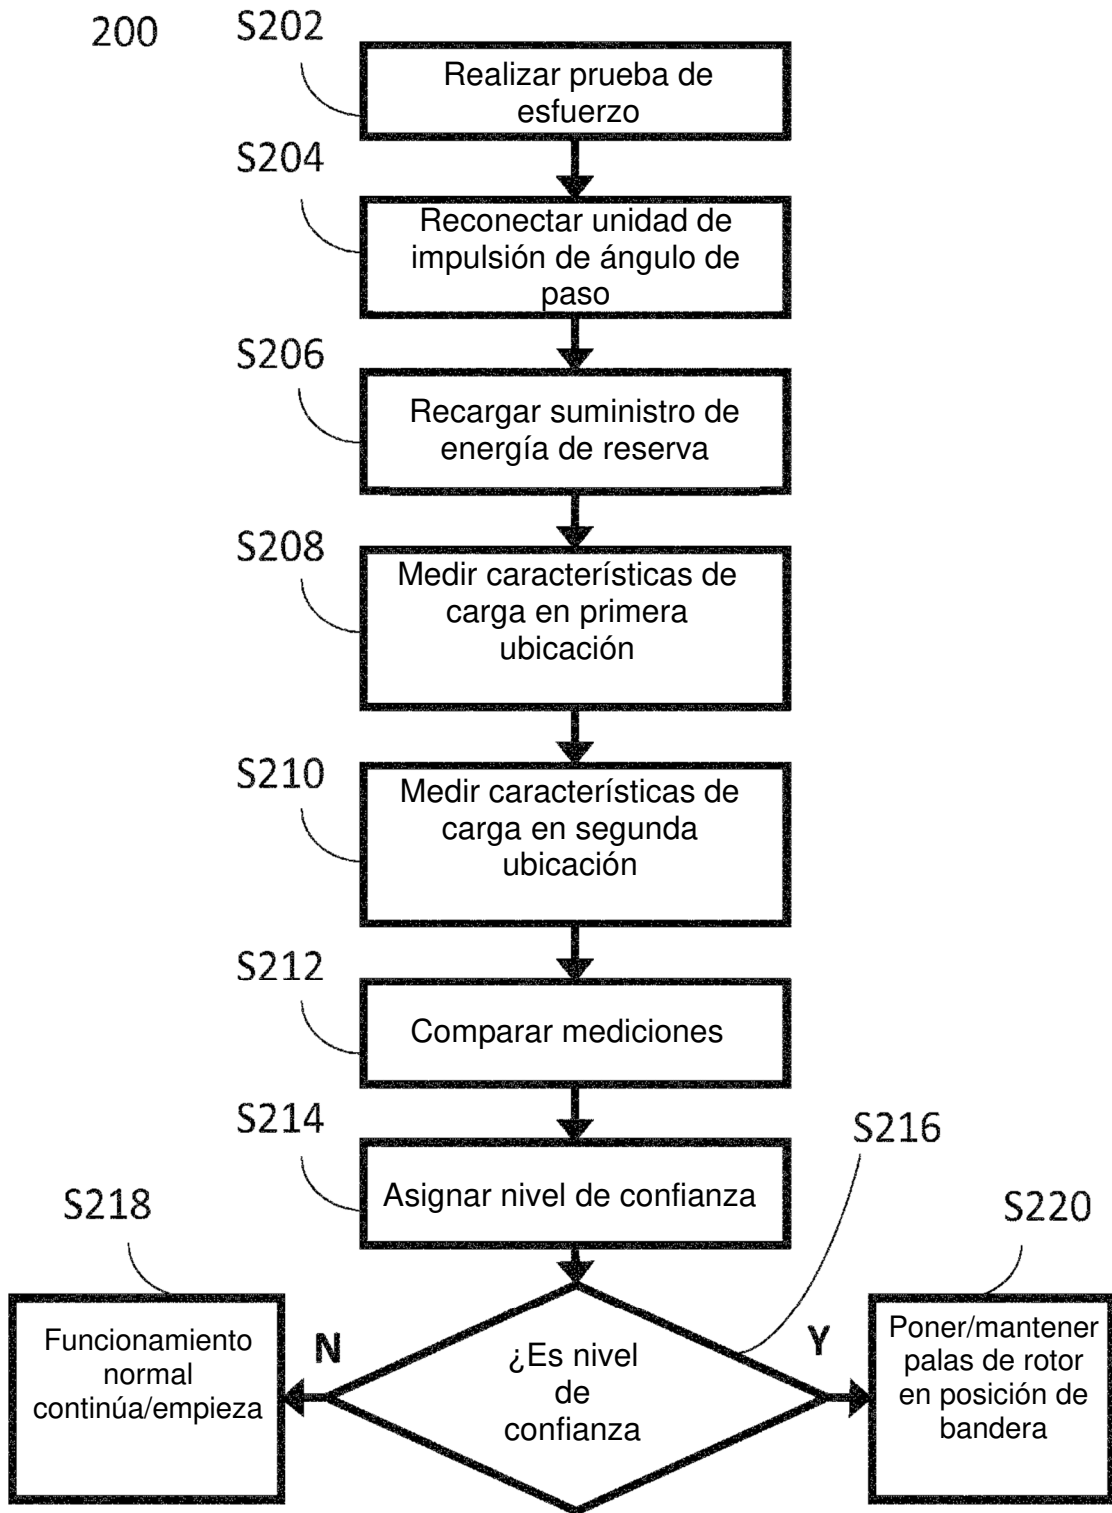 200
S202
Realizar prueba de
esfuerzo
S204
Reconectar unidad de
impulsión de ángulo de
paso
S206
Recargar suministro de
energía de reserva
S208
Medir características de
carga en primera
ubicación
S210
Medir características de
carga en segunda
ubicación
S212
Comparar mediciones
S214
Asignar nivel de confianza
S216
S218
Funcionamiento
normal
continúa/empieza
N
¿Es nivel
de
confianza
Y
S220
Poner/mantener
palas de rotor
en posición de
bandera